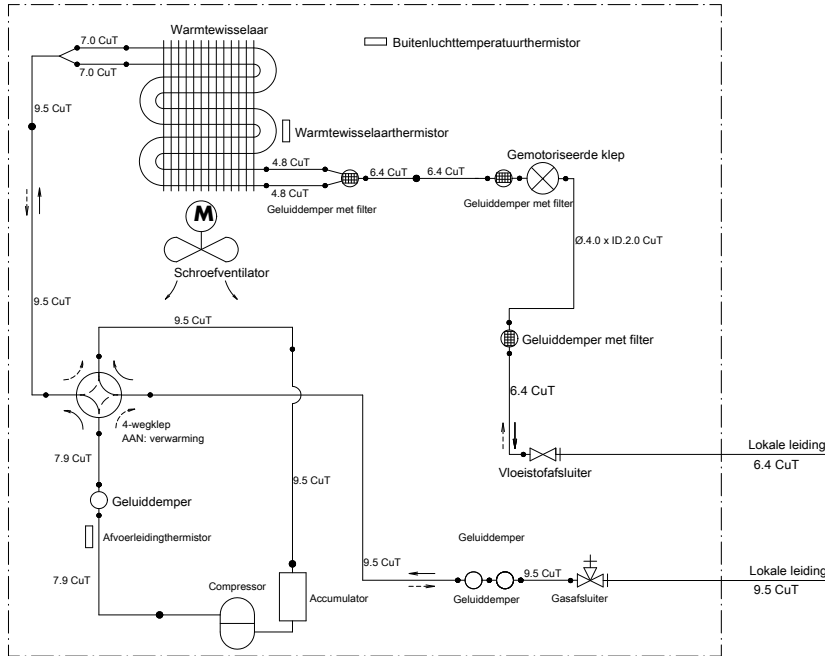 Warmtewisselaar
7.0 CuT
7.0 CuT
Buitenluchttemperatuurthermistor
9.5 CuT
Warmtewisselaarthermistor
4.8 CuT
4.8 CuT
6.4 CuT
6.4 CuT
Gemotoriseerde klep
Geluiddemper met filter
Geluiddemper met filter
M
Ø.4.0 x ID.2.0 CuT
Schroefventilator
9.5 CuT
9.5 CuT
Geluiddemper met filter
6.4 CuT
4-wegklep
AAN: verwarming
7.9 CuT
Vloeistofafsluiter
Lokale leiding
6.4 CuT
9.5 CuT
Geluiddemper
Afvoerleidingthermistor
Geluiddemper
9.5 CuT
9.5 CuT
Lokale leiding
9.5 CuT
7.9 CuT
Compressor
Accumulator
Geluiddemper
Gasafsluiter